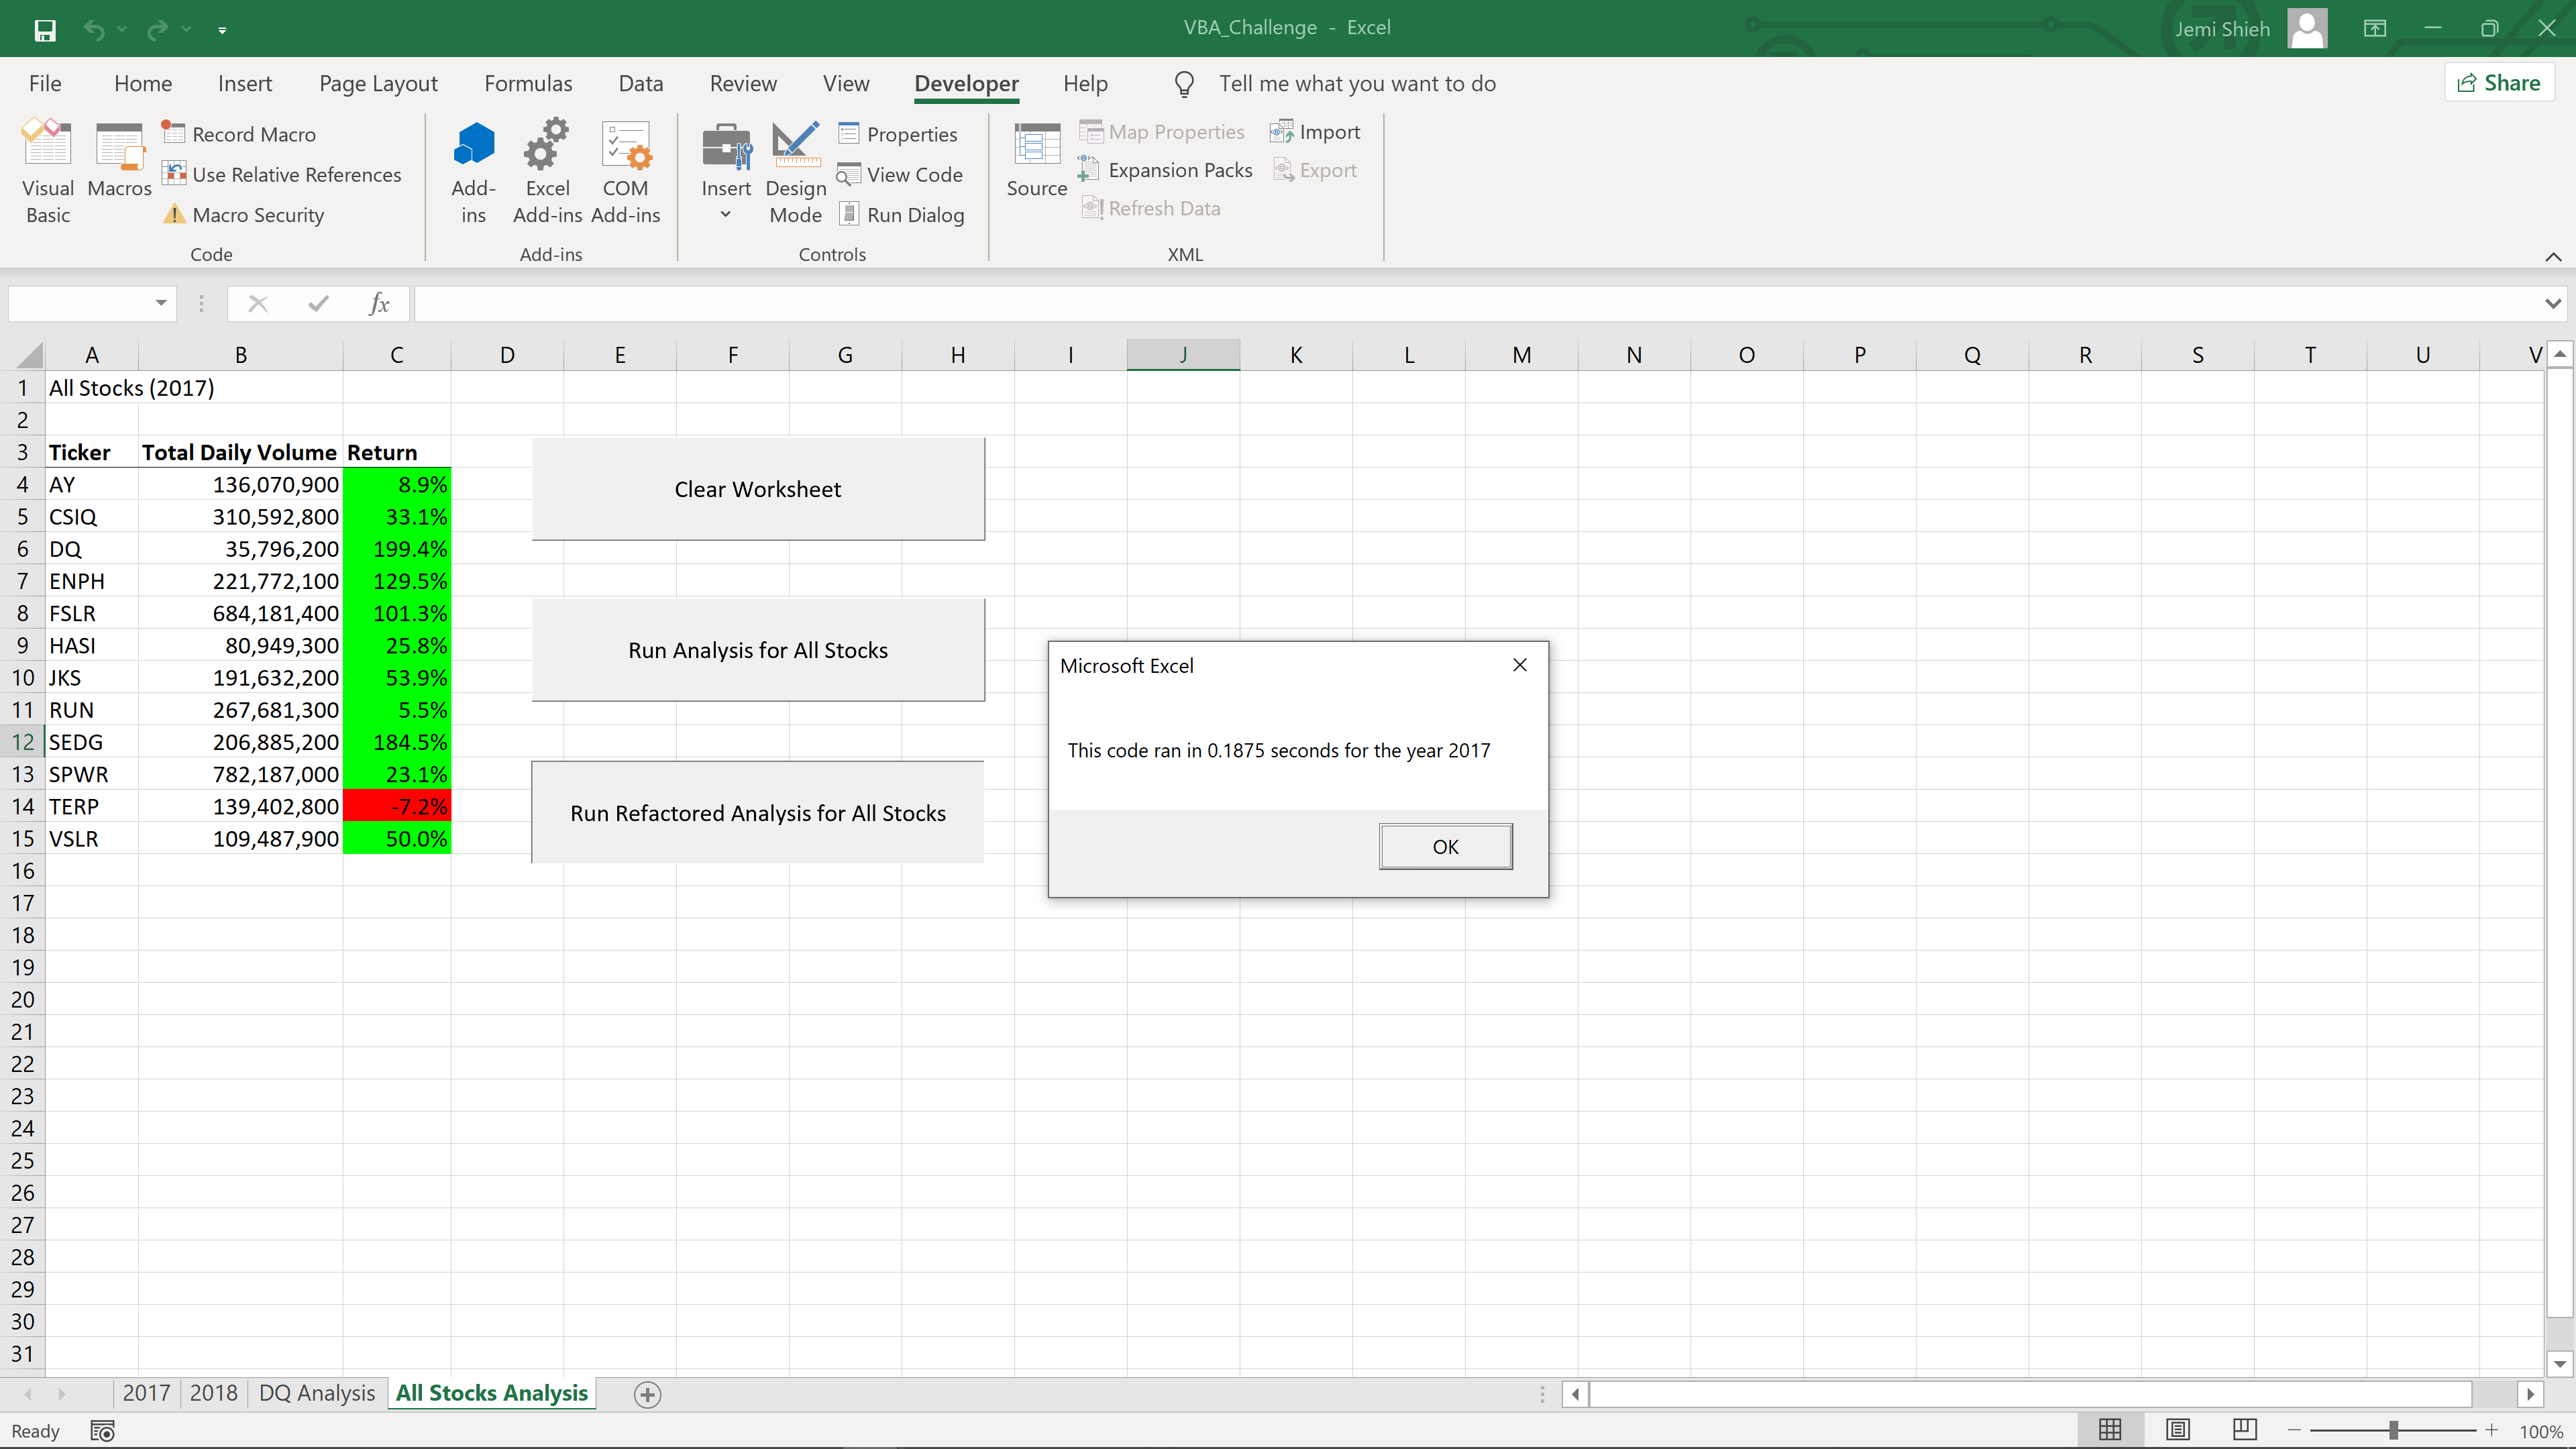 VBA_Challenge - Excel
Jemi Shieh
File Home Insert Page Layout Formulas Data Review View Developer Help Tell me what you want to do Share
Visual Basic
Macros
Record Macro
Use Relative References
Macro Security
Code
Add-ins
Excel Add-ins
COM Add-ins
Add-ins
Insert
Design Mode
Properties
View Code
Run Dialog
Controls
Source
Map Properties
Expansion Packs
Refresh Data
Import
Export
XML
fx
A B C D E F G H I J K L M N O P Q R S T U V
1 All Stocks (2017)
2
3 Ticker Total Daily Volume Return
4 AY 136,070,900 8.9%
5 CSIQ 310,592,800 33.1%
6 DQ 35,796,200 199.4%
7 ENPH 221,772,100 129.5%
8 FSLR 684,181,400 101.3%
9 HASI 80,949,300 25.8%
10 JKS 191,632,200 53.9%
11 RUN 267,681,300 5.5%
12 SEDG 206,885,200 184.5%
13 SPWR 782,187,000 23.1%
14 TERP 139,402,800 -7.2%
15 VSLR 109,487,900 50.0%
16
17
18
19
20
21
22
23
24
25
26
27
28
29
30
31
Clear Worksheet
Run Analysis for All Stocks
Run Refactored Analysis for All Stocks
Microsoft Excel
This code ran in 0.1875 seconds for the year 2017
OK
2017 2018 DQ Analysis All Stocks Analysis
Ready
100%